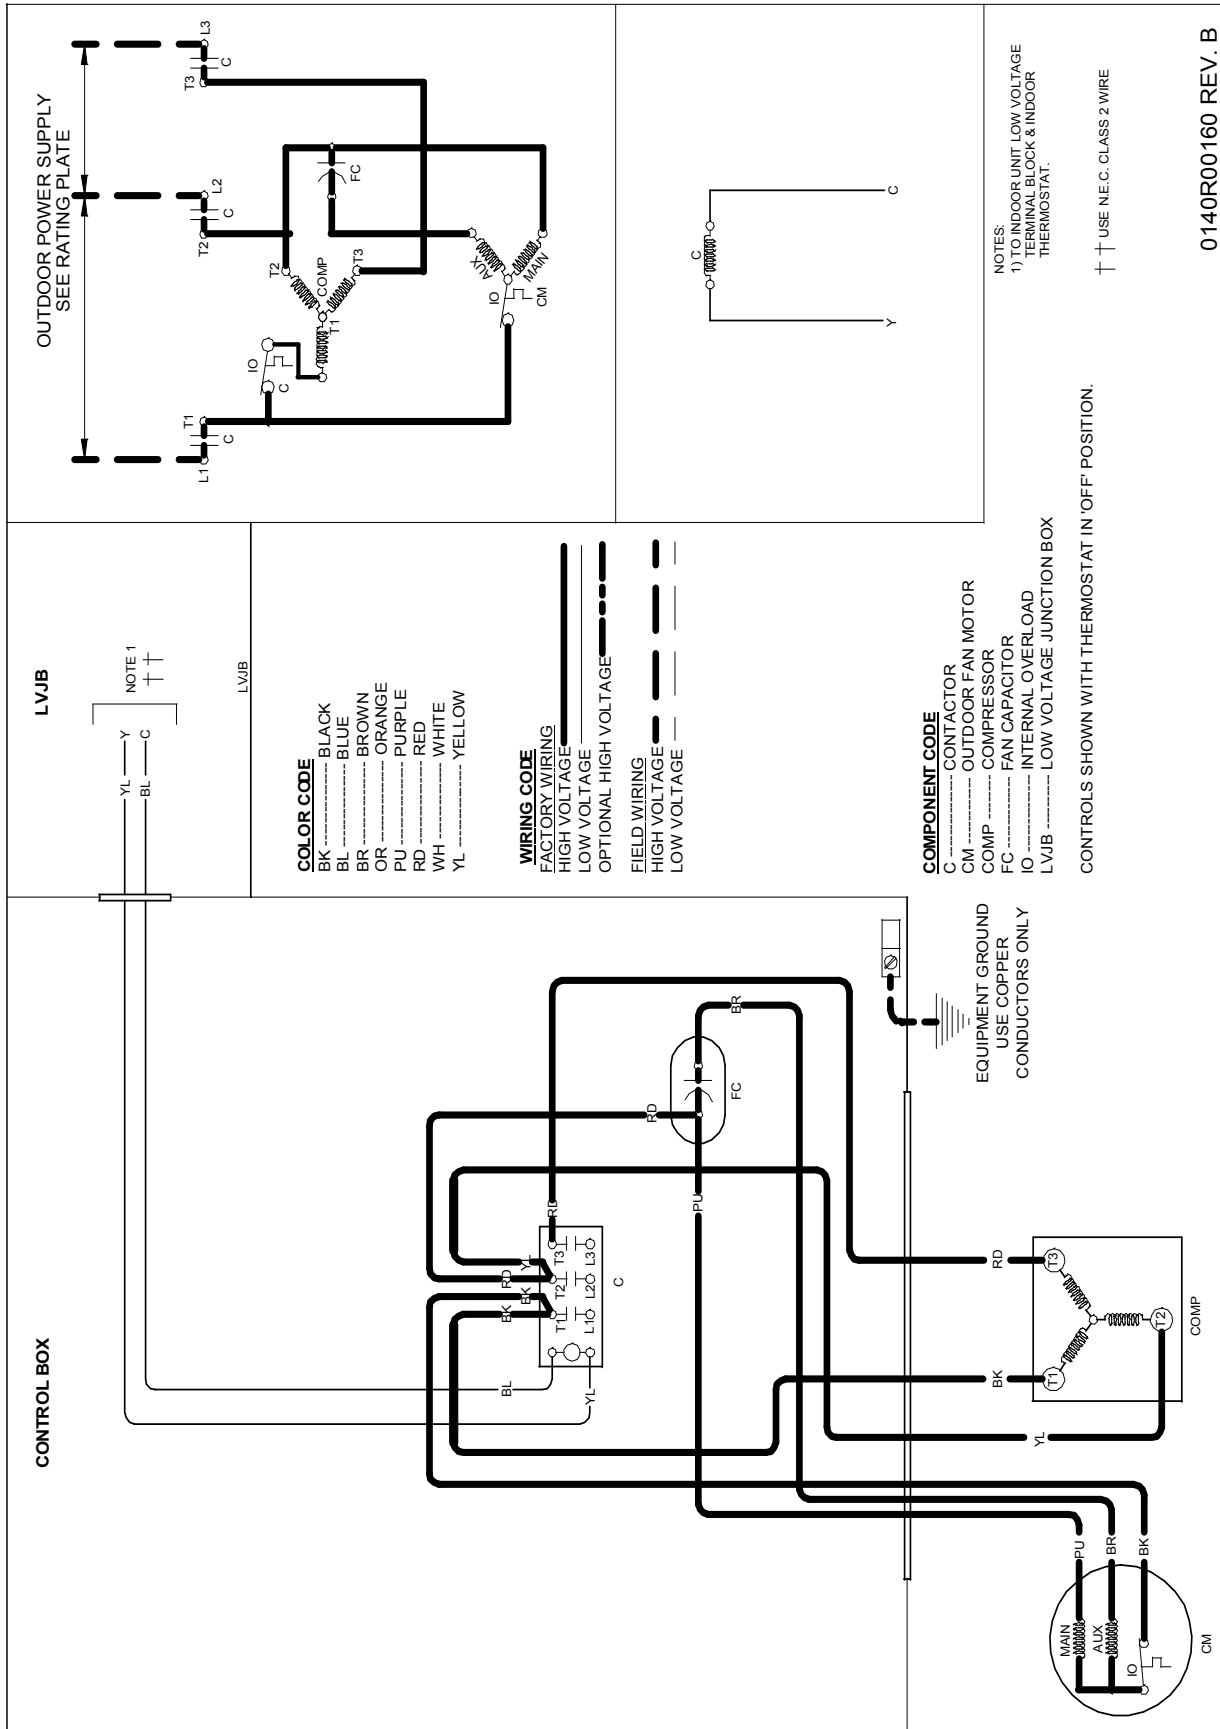 CONTROL BOX
YL
Y
BL
C
NOTE 1
LVJB
LVJB
BL
YL
BK
BK
RD
YL
RD
T1
T2
T3
L1
L2
L3
C
RD
FC
BR
PU
MAIN
AUX
IO
CM
PU
BR
BK
YL
BK
RD
T1
T2
T3
COMP
EQUIPMENT GROUND
USE COPPER
CONDUCTORS ONLY
COLOR CODE
BK ---------- BLACK
BL ---------- BLUE
BR ---------- BROWN
OR ---------- ORANGE
PU ---------- PURPLE
RD ---------- RED
WH ---------- WHITE
YL ---------- YELLOW
WIRING CODE
FACTORY WIRING
HIGH VOLTAGE
LOW VOLTAGE
OPTIONAL HIGH VOLTAGE
FIELD WIRING
HIGH VOLTAGE
LOW VOLTAGE
COMPONENT CODE
C ---------- CONTACTOR
CM ---------- OUTDOOR FAN MOTOR
COMP ---------- COMPRESSOR
FC ---------- FAN CAPACITOR
IO ---------- INTERNAL OVERLOAD
LVJB ---------- LOW VOLTAGE JUNCTION BOX
CONTROLS SHOWN WITH THERMOSTAT IN 'OFF' POSITION.
OUTDOOR POWER SUPPLY
SEE RATING PLATE
L1
C
T1
T2
C
L2
T3
C
L3
IO
C
T1
T2
COMP
T3
FC
AUX
IO
MAIN
CM
C
Y
C
NOTES:
1) TO INDOOR UNIT LOW VOLTAGE
TERMINAL BLOCK & INDOOR
THERMOSTAT.
†† USE N.E.C. CLASS 2 WIRE
0140R00160 REV. B